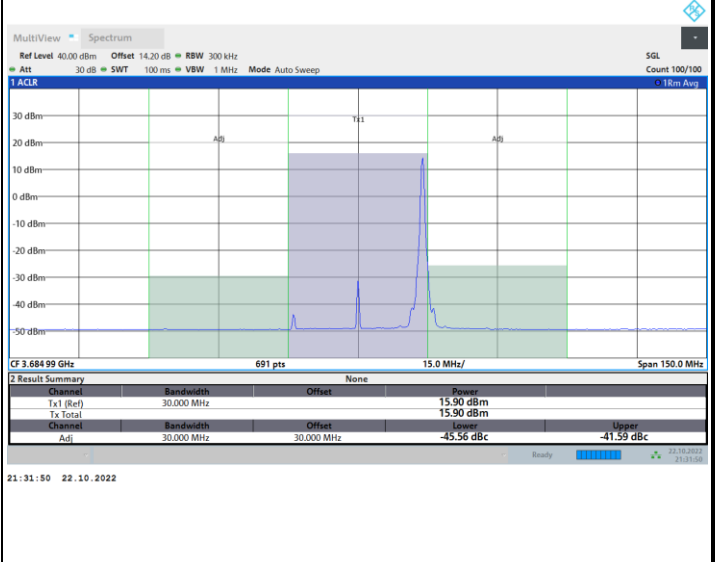 MultiView Spectrum
Ref Level 40.00 dBm Offset 14.20 dB RBW 300 kHz SGL
Att 30 dB SWT 100 ms VBW 1 MHz Mode Auto Sweep Count 100/100
1 ACLR 1Rm Avg
30 dBm
Tx1
20 dBm
Adj Adj
10 dBm
0 dBm
-10 dBm
-20 dBm
-30 dBm
-40 dBm
-50 dBm
CF 3.684 99 GHz 691 pts 15.0 MHz/ Span 150.0 MHz
2 Result Summary None
Channel Bandwidth Offset Power
Tx1 (Ref) 30.000 MHz 15.90 dBm
Tx Total 15.90 dBm
Channel Bandwidth Offset Lower Upper
Adj 30.000 MHz 30.000 MHz -45.56 dBc -41.59 dBc
Ready 22.10.2022
21:31:50
21:31:50 22.10.2022